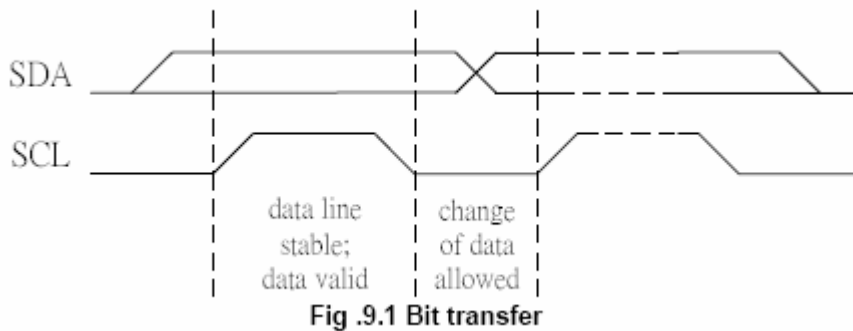 SDA
SCL
data line
stable;
data valid
change
of data
allowed
Fig .9.1 Bit transfer